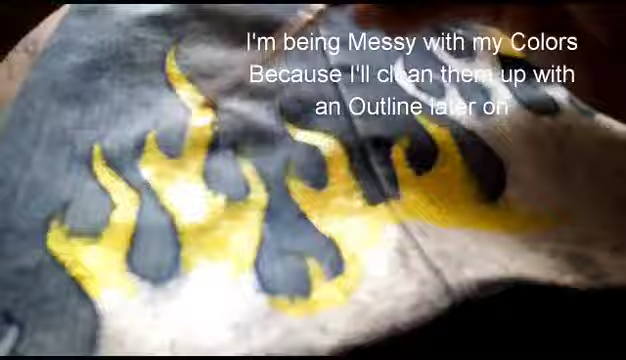 I'm being Messy with my Colors
Because I'll clean them up with
an Outline later on